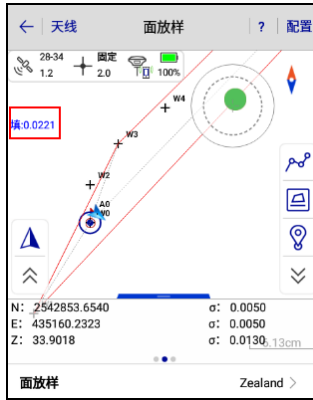 ← 天线 面放样 ? 配置
28-34 固定
1.2 2.0 100%
W4
填:0.0221
W3
W2
A0
W0
N: 2542853.6540 σ: 0.0050
E: 435160.2323 σ: 0.0050
Z: 33.9018 σ: 0.0130 6.13cm
面放样 Zealand >